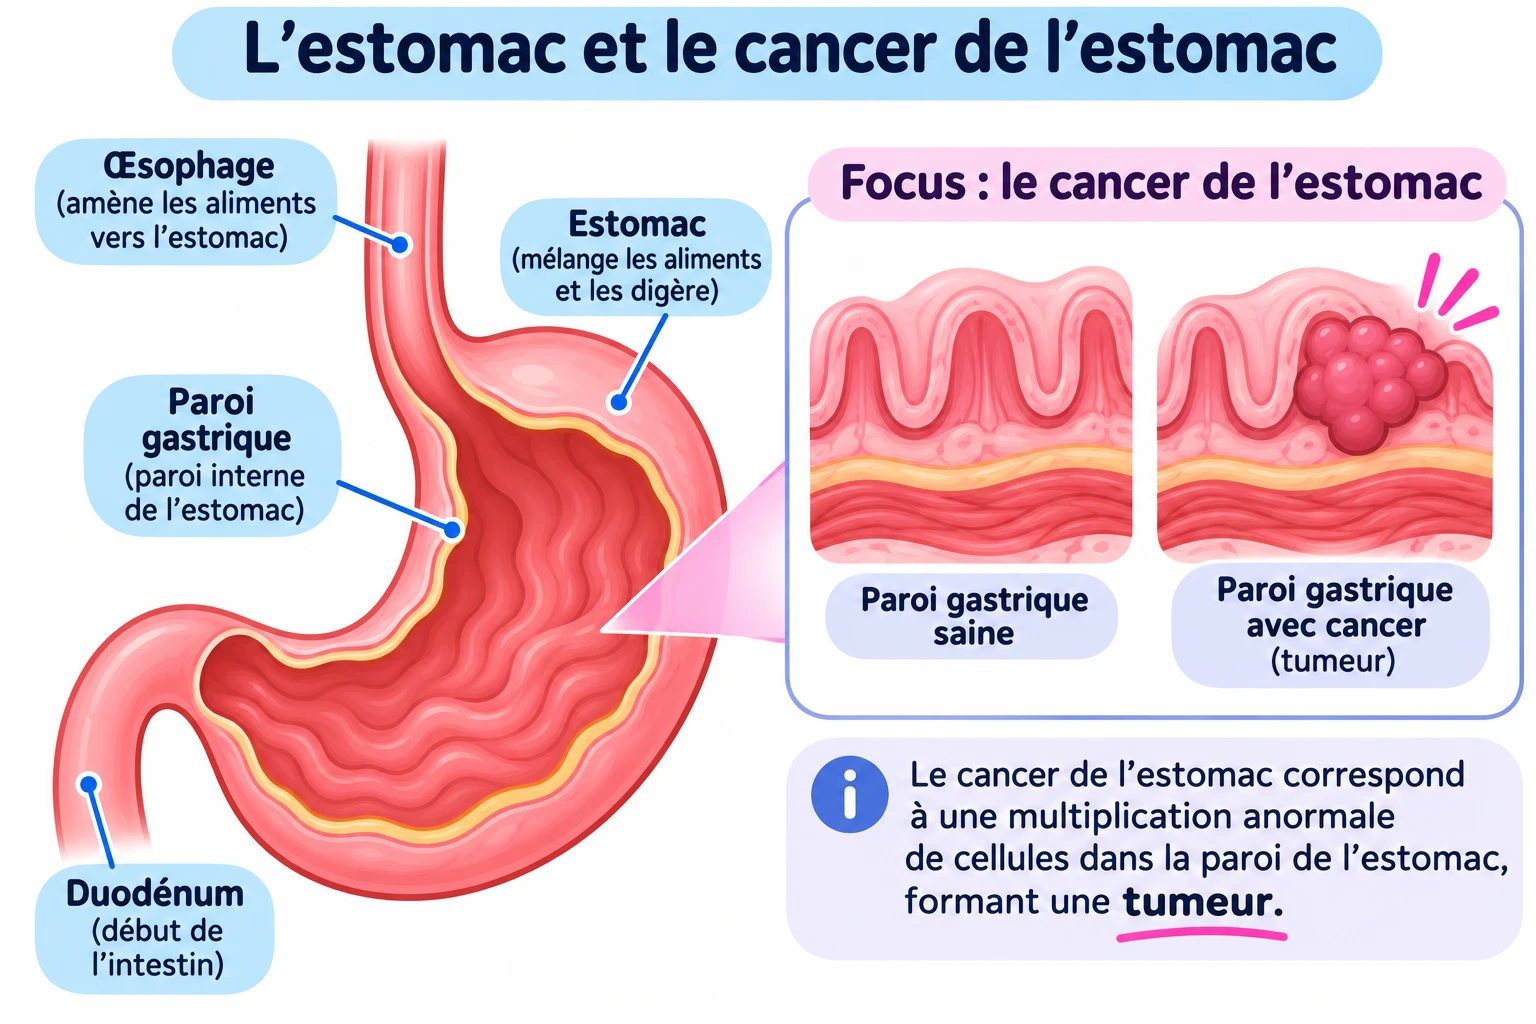 L'estomac et le cancer de l'estomac
Œsophage
(amène les aliments
vers l'estomac)
Estomac
(mélange les aliments
et les digère)
Paroi
gastrique
(paroi interne
de l'estomac)
Duodénum
(début de
l'intestin)
Focus : le cancer de l'estomac
Paroi gastrique
saine
Paroi gastrique
avec cancer
(tumeur)
i
Le cancer de l'estomac correspond
à une multiplication anormale
de cellules dans la paroi de l'estomac,
formant une tumeur.